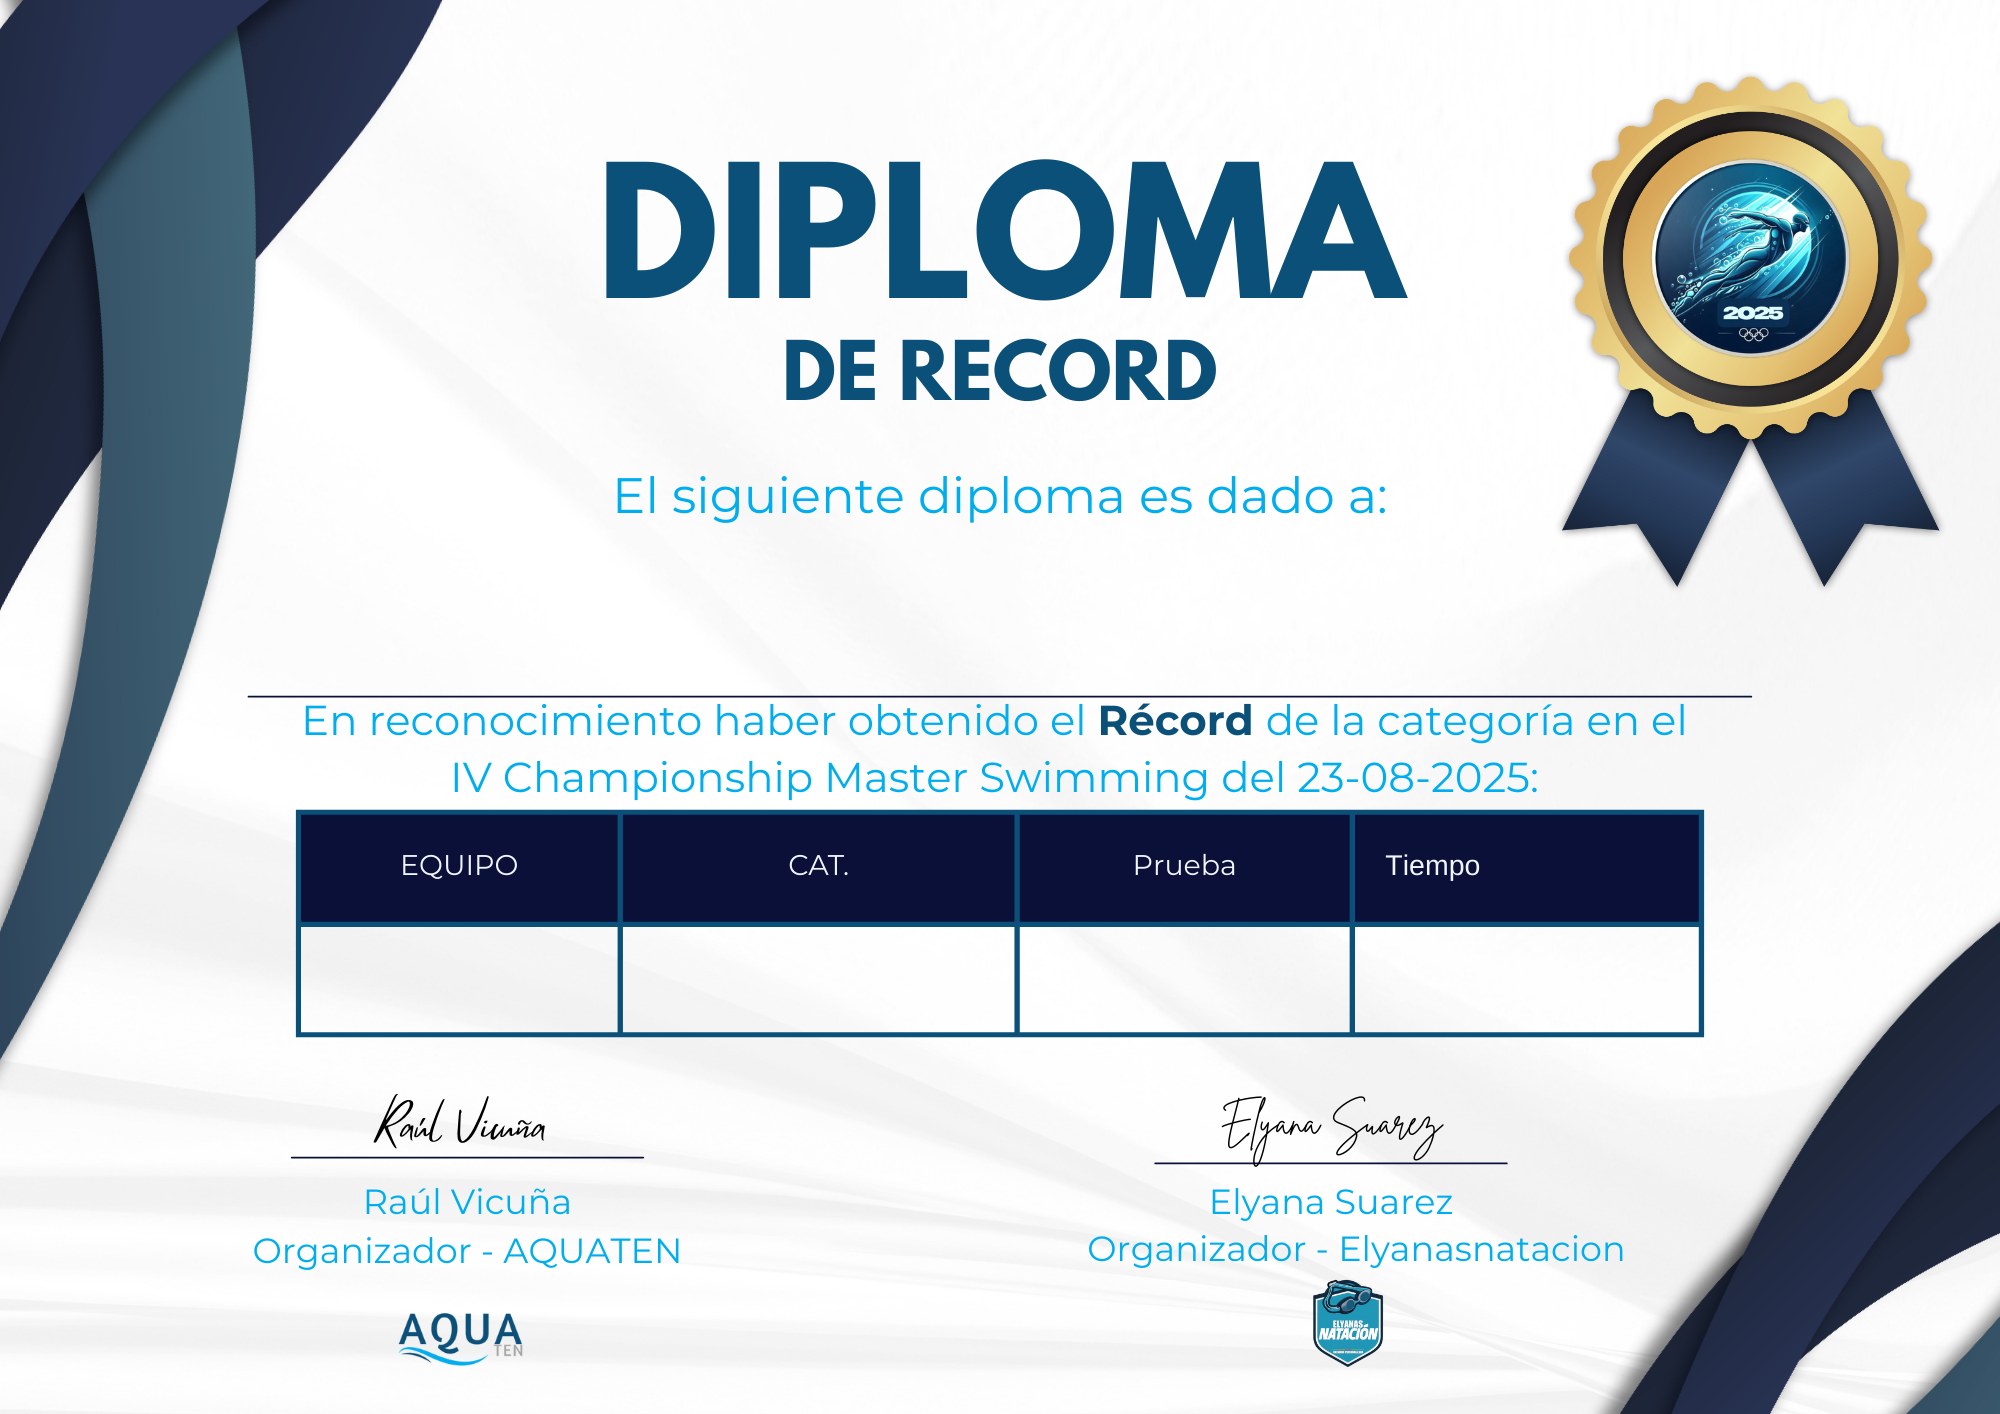 DIPLOMA
DE RECORD
2025
El siguiente diploma es dado a:
En reconocimiento haber obtenido el Récord de la categoría en el
IV Championship Master Swimming del 23-08-2025:
EQUIPO CAT. Prueba Tiempo
Raúl Vicuña
Elyana Suarez
Raúl Vicuña
Organizador - AQUATEN
Elyana Suarez
Organizador - Elyanasnatacion
AQUA
TEN
ELYANAS
NATACIÓN